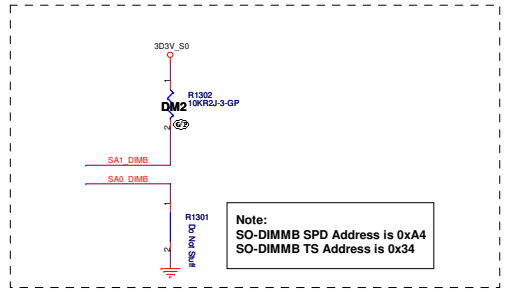 3D3V_S0
1
R1302
10KR2J-3-GP
DM2
2
SA1_DIMB
SA0_DIMB
1
R1301
Do Not Stuff
2
Note:
SO-DIMMB SPD Address is 0xA4
SO-DIMMB TS Address is 0x34